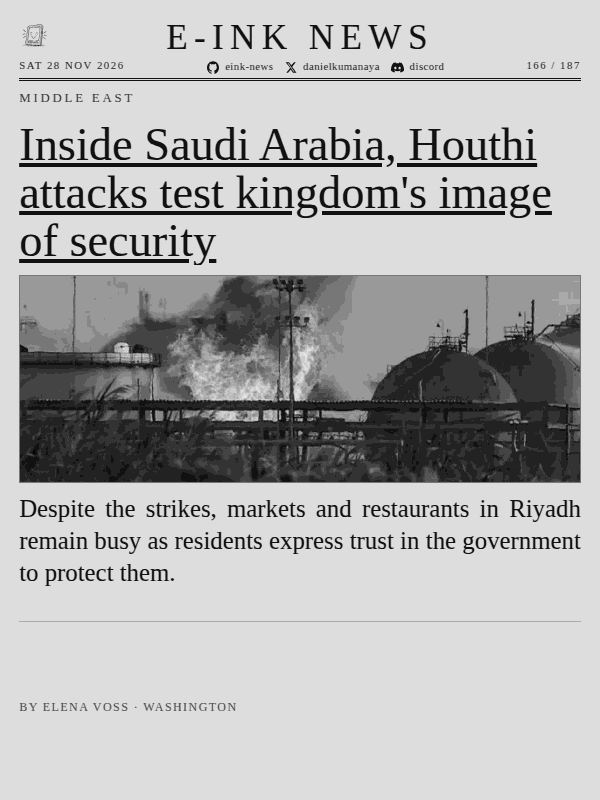 E-INK NEWS
SAT 28 NOV 2026
eink-news
danielkumanaya
discord
166 / 187
MIDDLE EAST
Inside Saudi Arabia, Houthi
attacks test kingdom's image
of security
Despite the strikes, markets and restaurants in Riyadh
remain busy as residents express trust in the government
to protect them.
BY ELENA VOSS · WASHINGTON